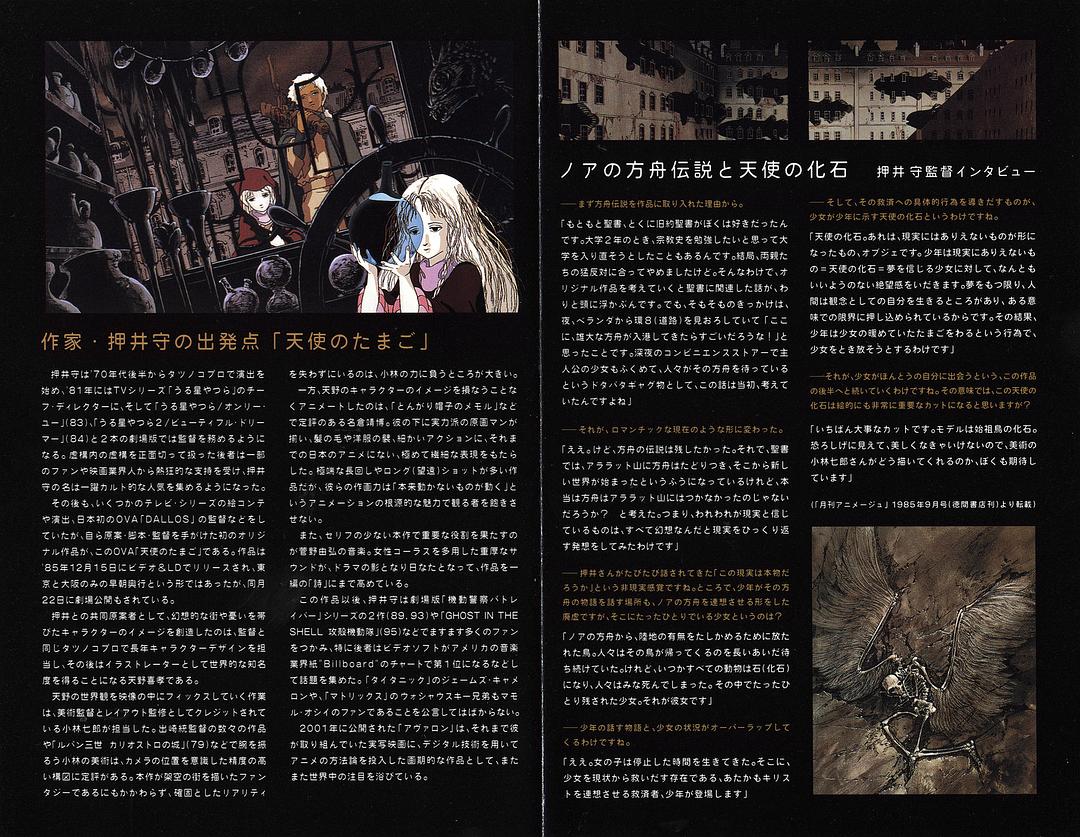 作家・押井守の出発点「天使のたまご」
押井守は'70年代後半からタツノコプロで演出を
始め、'81年にはTVシリーズ「うる星やつら」のチー
フ・ディレクターに、そして「うる星やつら/オンリー・
ユー」(83)、「うる星やつら2/ビューティフル・ドリー
マー」(84)と2本の劇場版では監督を務めるように
なる。虚構内の虚構を正面切って扱った後者は一部
のファンや映画業界人から熱狂的な支持を受け、押井
守の名は一躍カルト的な人気を集めるようになった。
その後も、いくつかのテレビ・シリーズの絵コンテ
や演出、日本初のOVA「DALLOS」の監督などをし
ていたが、自ら原案・脚本・監督を手がけた初のオリジ
ナル作品が、このOVA「天使のたまご」である。作品は
'85年12月15日にビデオ&LDでリリースされ、東
京と大阪のみの早朝興行という形ではあったが、同月
22日に劇場公開もされている。
押井との共同原案者として、幻想的な街や憂いを帯
びたキャラクターのイメージを創造したのは、監督と
同じタツノコプロで長年キャラクターデザインを担
当し、その後はイラストレーターとして世界的な知名
度を得ることになる天野喜孝である。
天野の世界観を映像の中にフィックスしていく作業
は、美術監督とレイアウト監修としてクレジットされて
いる小林七郎が担当した。出崎統監督の数々の作品
や「ルパン三世 カリオストロの城」(79)などで腕を振
るう小林の美術は、カメラの位置を意識した精度の高
い構図に定評がある。本作が架空の街を描いたファン
タジーであるにもかかわらず、確固としたリアリティ
を失わずにいるのは、小林の力に負うところが大きい。
一方、天野のキャラクターのイメージを損なうことな
くアニメートしたのは、「とんがり帽子のメモル」など
で定評のある名倉靖博。彼の下に実力派の原画マンが
揃い、髪の毛や洋服の襞、細かいアクションに、それま
での日本のアニメにない、極めて繊細な表現をもたら
した。極端な長回しやロング(望遠)ショットが多い作
品だが、彼らの作画力は「本来動かないものが動く」と
いうアニメーションの根源的な魅力で観る者を飽きさ
せない。
また、セリフの少ない本作で重要な役割を果たすの
が菅野由弘の音楽。女性コーラスを多用した重厚なサ
ウンドが、ドラマの影となり日なたとなって、作品を一
編の「詩」にまで高めている。
この作品以後、押井守は劇場版「機動警察パトレ
イバー」シリーズの2作(89、93)や「GHOST IN THE
SHELL 攻殻機動隊」(95)などでますます多くのファン
をつかみ、特に後者はビデオソフトがアメリカの音楽
業界紙"Billboard"のチャートで第1位になるなどし
て話題を集めた。「タイタニック」のジェームズ・キャメ
ロンや、「マトリックス」のウォシャウスキー兄弟もマモ
ル・オシイのファンであることを公言してはばからない。
2001年に公開された「アヴァロン」は、それまで彼
が取り組んでいた実写映画に、デジタル技術を用いて
アニメの方法論を投入した画期的な作品として、また
また世界中の注目を浴びている。
ノアの方舟伝説と天使の化石 押井守監督インタビュー
──まず方舟伝説を作品に取り入れた理由から。
「もともと聖書、とくに旧約聖書がぼくは好きだったん
です。大学2年のとき、宗教史を勉強したいと思って大
学を入り直そうとしたこともあるんです。結局、両親た
ちの猛反対に合ってやめましたけど。そんなわけで、オ
リジナル作品を考えていくと聖書に関連した話が、わ
りと頭に浮かぶんです。でも、そもそものきっかけは、
夜、ベランダから環8(道路)を見おろしていて「ここ
に、雄大な方舟が入港してきたらすごいだろうな!」と
思ったことです。深夜のコンビニエンスストアーで主
人公の少女もふくめて、人々がその方舟を待っている
というドタバタギャグ物として、この話は当初、考えて
いたんですよね」
──それが、ロマンチックな現在のような形に変わった。
「ええ。けど、方舟の伝説は残したかった。それで、聖書
では、アララット山に方舟はたどりつき、そこから新し
い世界が始まったというふうになっているけれど、本
当は方舟はアララット山にはつかなかったのじゃない
だろうか? と考えた。つまり、われわれが現実と信じ
ているものは、すべて幻想なんだと現実をひっくり返
す発想をしてみたわけです」
──押井さんがたびたび話されてきた「この現実は本物だ
ろうか」という非現実感覚ですね。ところで、少年がその方
舟の物語を話す場所も、ノアの方舟を連想させる形をした
廃虚ですが、そこにたったひとりでいる少女というのは?
「ノアの方舟から、陸地の有無をたしかめるために放た
れた鳥。人々はその鳥が帰ってくるのを長いあいだ待
ち続けていた。けれど、いつかすべての動物は石(化石)
になり、人々はみな死んでしまった。その中でたったひ
とり残された少女。それが彼女です」
──少年の話す物語と、少女の状況がオーバーラップして
くるわけですね。
「ええ。女の子は停止した時間を生きてきた。そこに、
少女を現状から救いだす存在である、あたかもキリス
トを連想させる救済者、少年が登場します」
──そして、その救済への具体的行為を導きだすものが、
少女が少年に示す天使の化石というわけですね。
「天使の化石。あれは、現実にはありえないものが形に
なったもの、オブジェです。少年は現実にありえないも
の=天使の化石=夢を信じる少女に対して、なんとも
いいようのない絶望感をいだきます。夢をもつ限り、人
間は観念としての自分を生きるところがあり、ある意
味での限界に押し込められているからです。その結果、
少年は少女の暖めていたたまごをわるという行為で、
少女をとき放そうとするわけです」
──それが、少女がほんとうの自分に出会うという、この作品
の後半へと続いていくわけですね。その意味では、この天使の
化石は絵的にも非常に重要なカットになると思いますが?
「いちばん大事なカットです。モデルは始祖鳥の化石。
恐ろしげに見えて、美しくなきゃいけないので、美術の
小林七郎さんがどう描いてくれるのか、ぼくも期待し
ています」
(「月刊アニメージュ」1985年9月号(徳間書店刊)より転載)